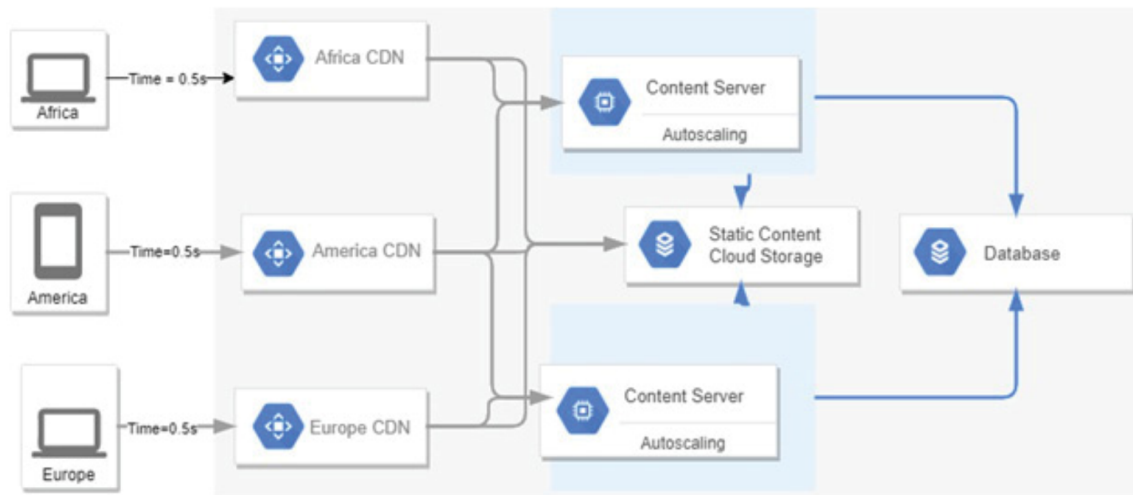 Africa
Time = 0.5s
Africa CDN
Content Server
Autoscaling
America
Time=0.5s
America CDN
Static Content
Cloud Storage
Database
Europe
Time=0.5s
Europe CDN
Content Server
Autoscaling